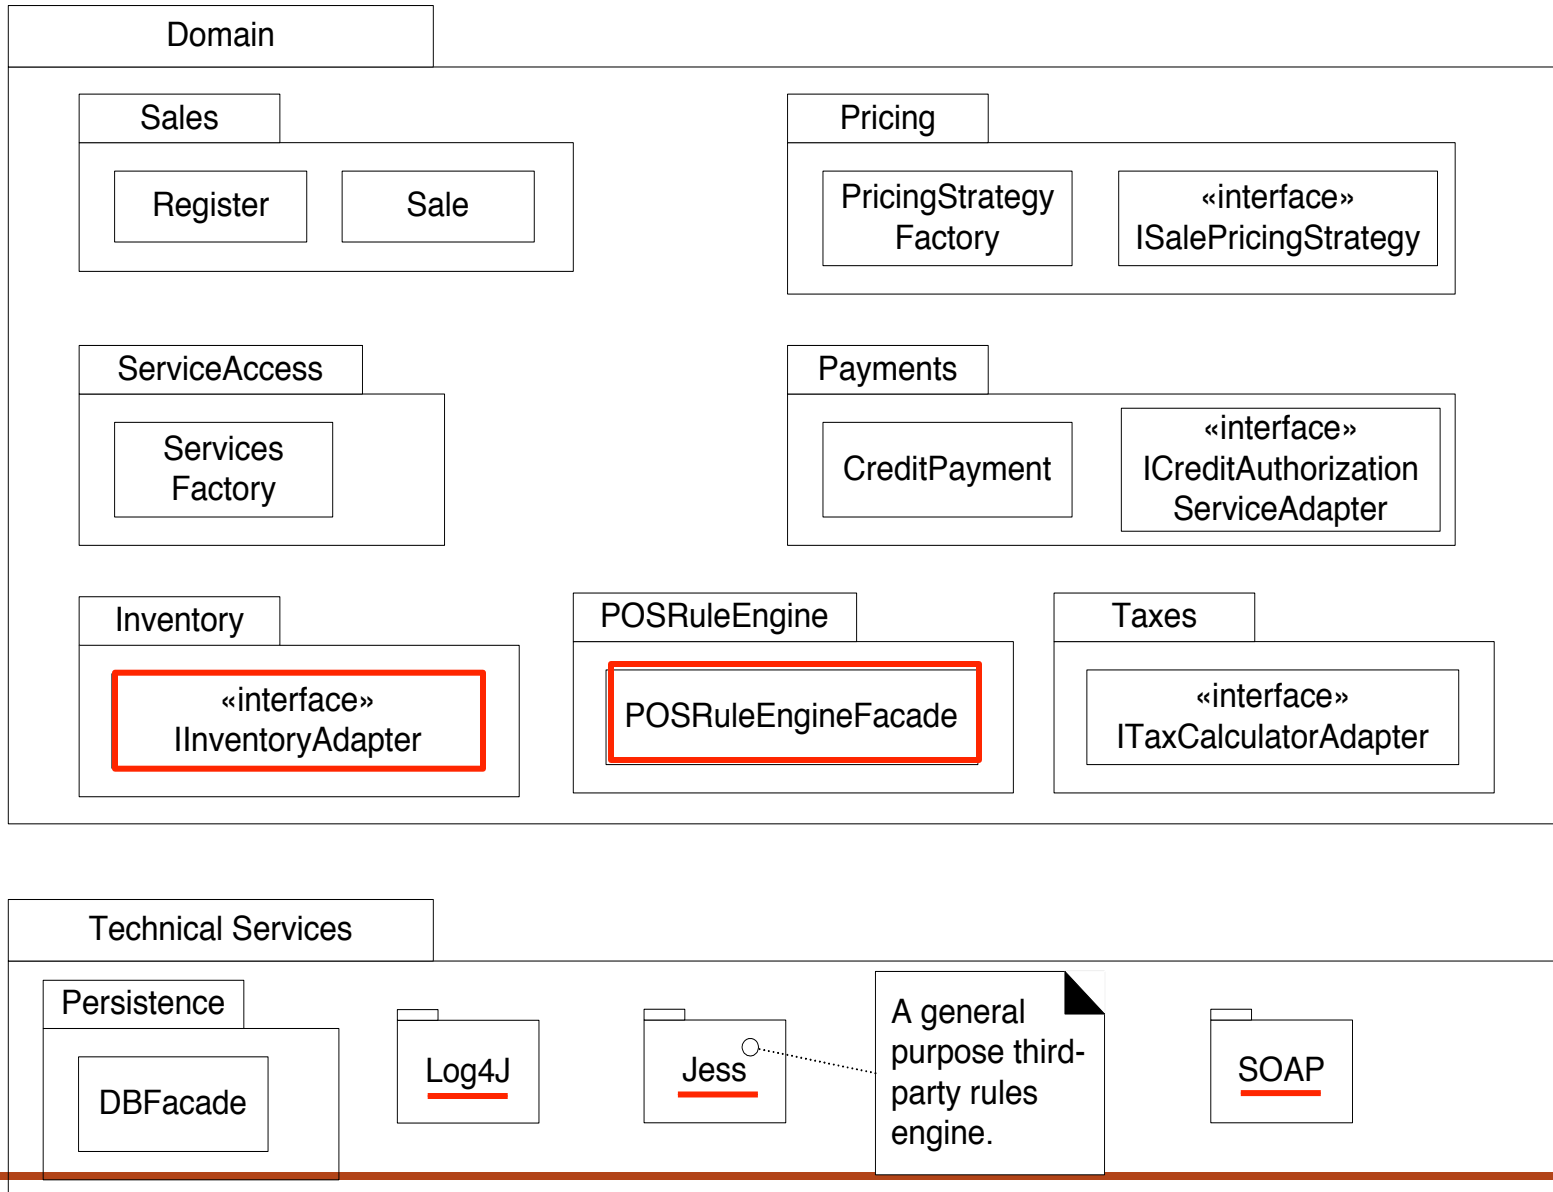 Domain
Sales
Register
Sale
Pricing
PricingStrategy
Factory
«interface»
ISalePricingStrategy
ServiceAccess
Services
Factory
Payments
CreditPayment
«interface»
ICreditAuthorization
ServiceAdapter
Inventory
«interface»
IInventoryAdapter
POSRuleEngine
POSRuleEngineFacade
Taxes
«interface»
ITaxCalculatorAdapter
Technical Services
Persistence
DBFacade
Log4J
Jess
A general
purpose third-
party rules
engine.
SOAP